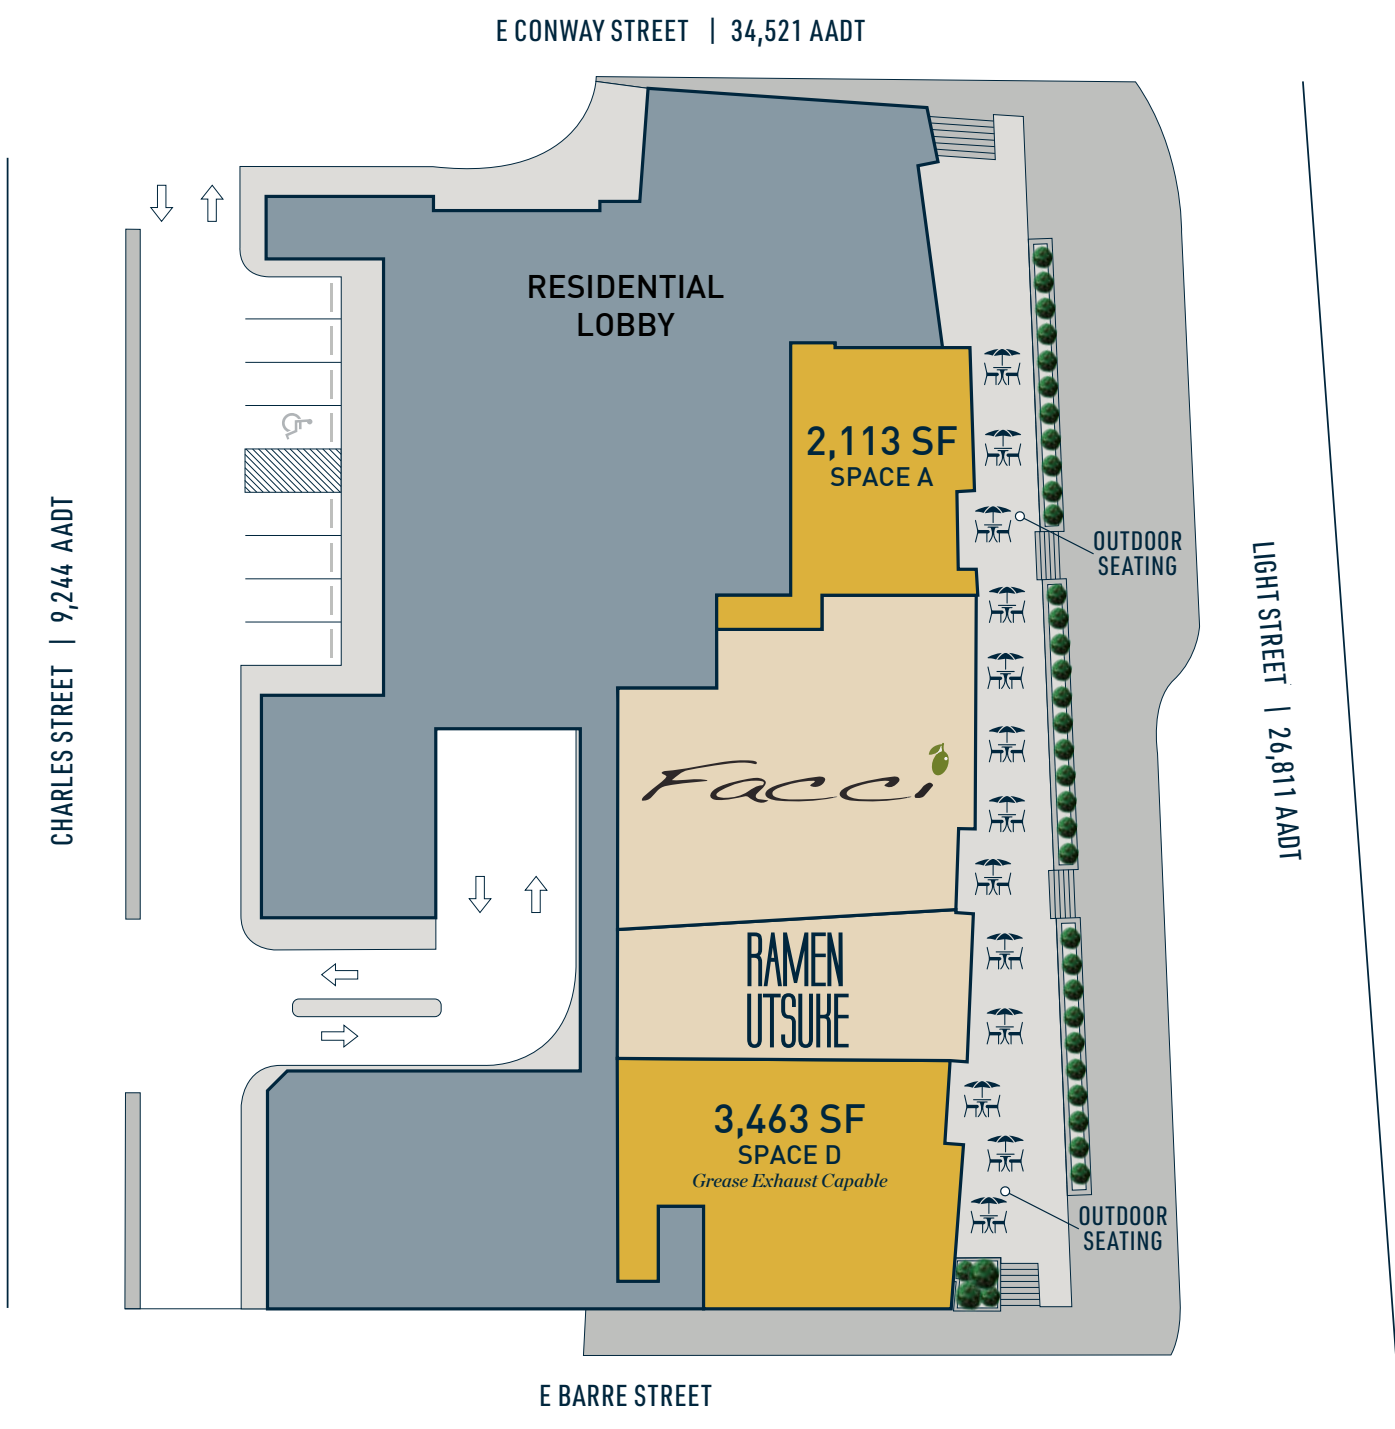 E CONWAY STREET | 34,521 AADT
RESIDENTIAL
LOBBY
2,113 SF
SPACE A
OUTDOOR
SEATING
CHARLES STREET | 9,244 AADT
LIGHT STREET | 26,811 AADT
Facci
RAMEN
UTSUKE
3,463 SF
SPACE D
Grease Exhaust Capable
OUTDOOR
SEATING
E BARRE STREET